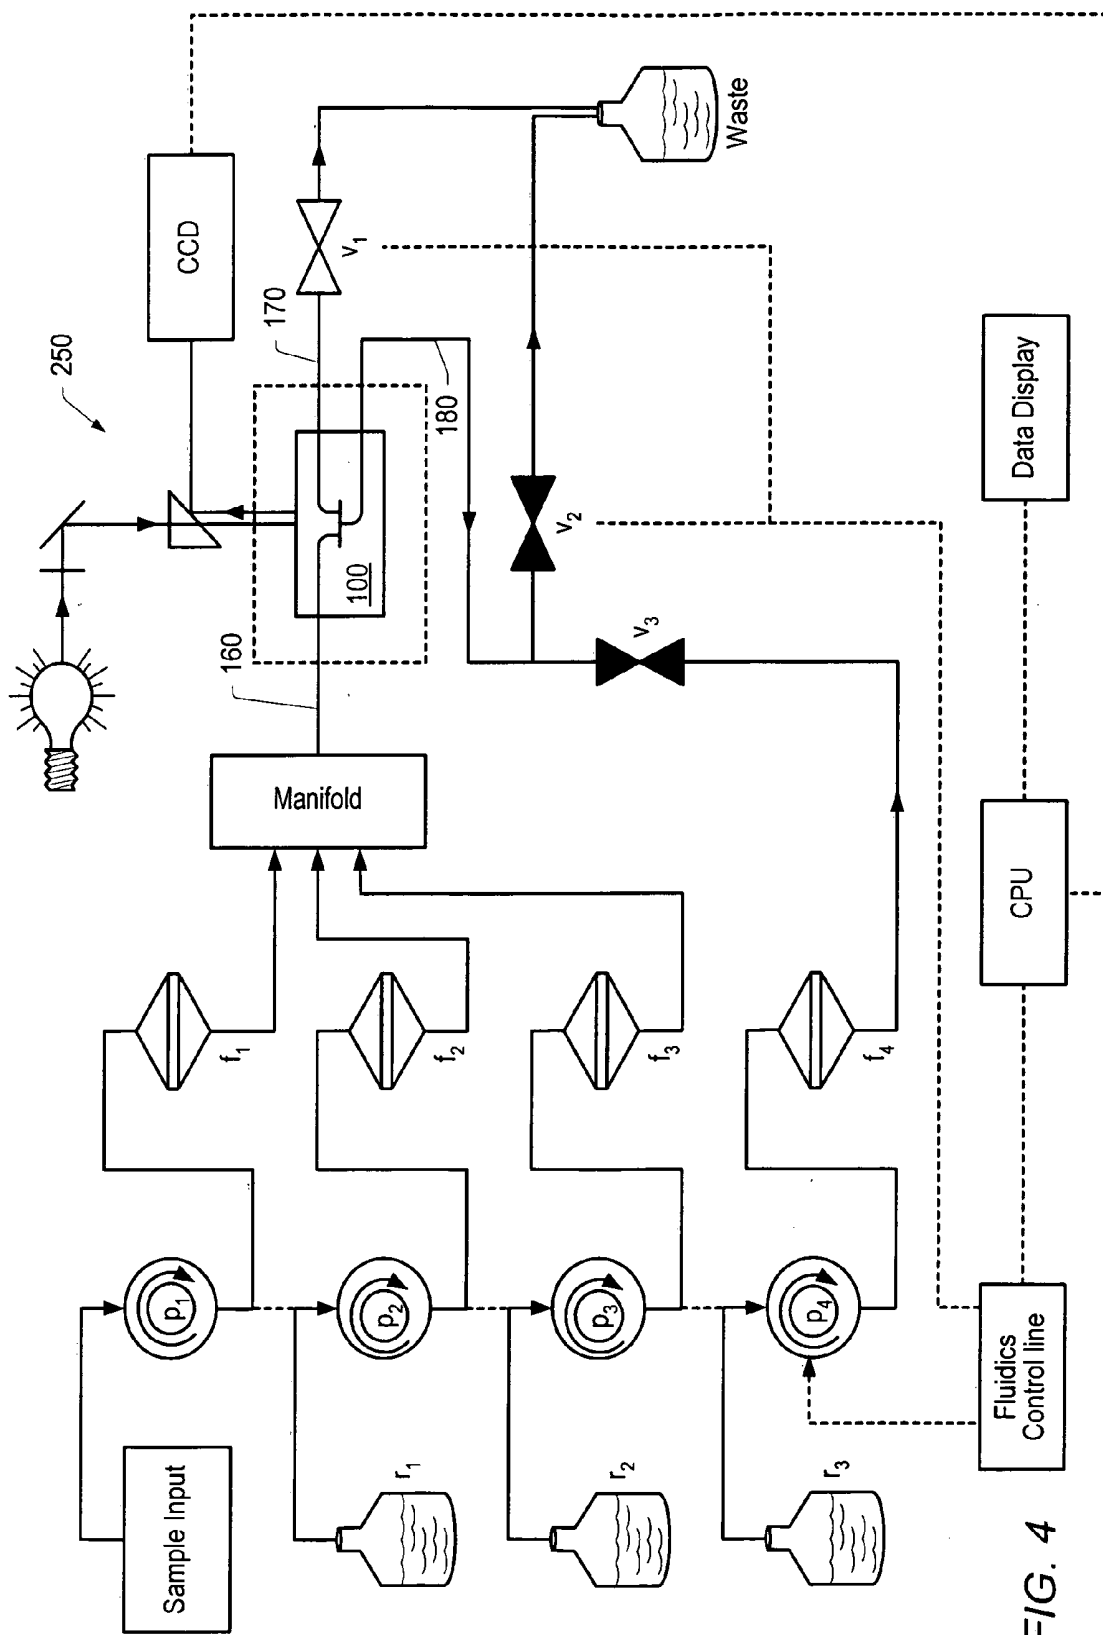 250
CCD
170
V1
180
Waste
160
100
V2
V3
Manifold
Data Display
CPU
f1
f2
f3
f4
p1
p2
p3
p4
Sample Input
r1
r2
r3
Fluidics
Control line
FIG. 4